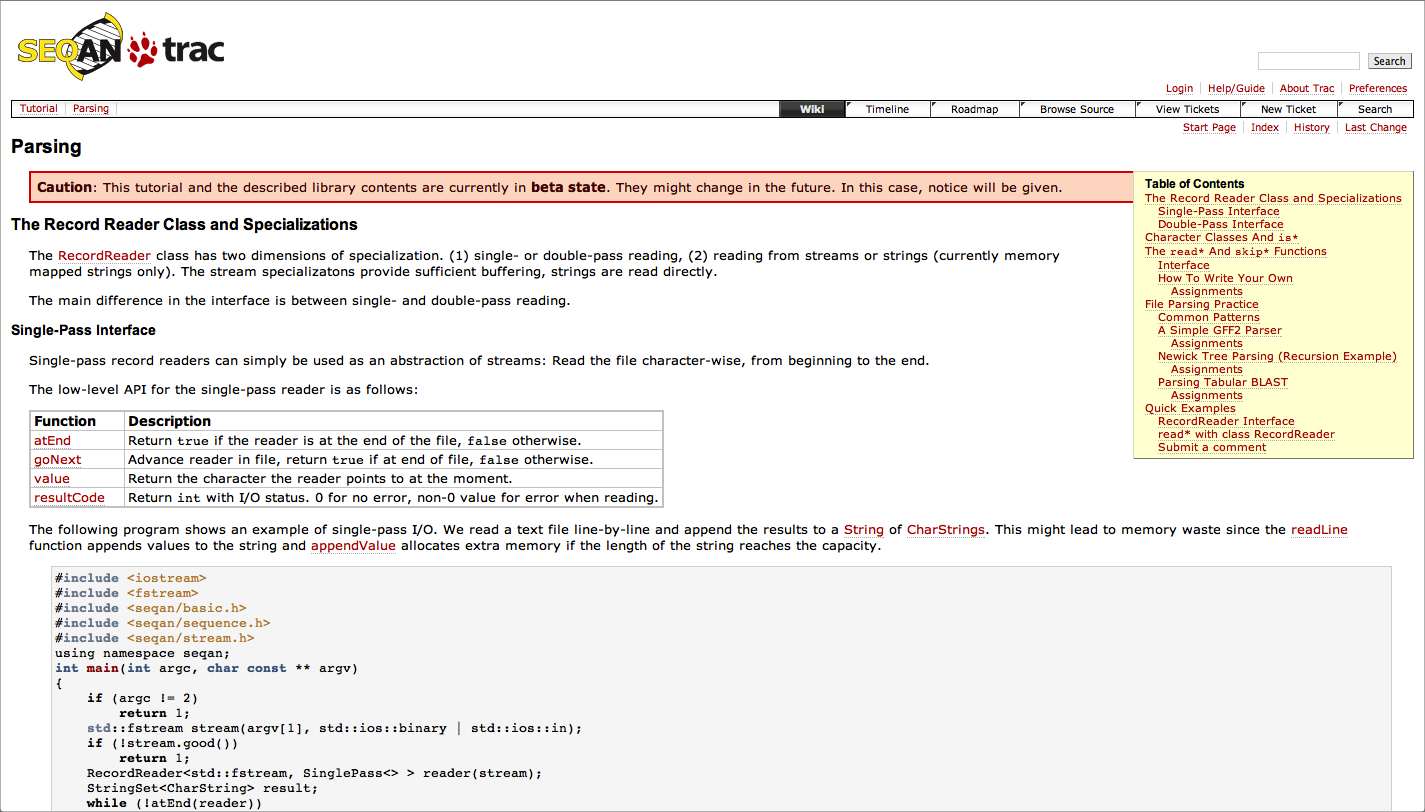 SEQAN trac
Search
Login Help/Guide About Trac Preferences
Tutorial Parsing Wiki Timeline Roadmap Browse Source View Tickets New Ticket Search
Start Page Index History Last Change
Parsing
Caution: This tutorial and the described library contents are currently in beta state. They might change in the future. In this case, notice will be given.
Table of Contents
The Record Reader Class and Specializations
Single-Pass Interface
Double-Pass Interface
Character Classes And is*
The read* And skip* Functions
Interface
How To Write Your Own
Assignments
File Parsing Practice
Common Patterns
A Simple GFF2 Parser
Assignments
Newick Tree Parsing (Recursion Example)
Assignments
Parsing Tabular BLAST
Assignments
Quick Examples
RecordReader Interface
read* with class RecordReader
Submit a comment
The Record Reader Class and Specializations
The RecordReader class has two dimensions of specialization. (1) single- or double-pass reading, (2) reading from streams or strings (currently memory
mapped strings only). The stream specializatons provide sufficient buffering, strings are read directly.
The main difference in the interface is between single- and double-pass reading.
Single-Pass Interface
Single-pass record readers can simply be used as an abstraction of streams: Read the file character-wise, from beginning to the end.
The low-level API for the single-pass reader is as follows:
Function Description
atEnd Return true if the reader is at the end of the file, false otherwise.
goNext Advance reader in file, return true if at end of file, false otherwise.
value Return the character the reader points to at the moment.
resultCode Return int with I/O status. 0 for no error, non-0 value for error when reading.
The following program shows an example of single-pass I/O. We read a text file line-by-line and append the results to a String of CharStrings. This might lead to memory waste since the readLine
function appends values to the string and appendValue allocates extra memory if the length of the string reaches the capacity.
#include <iostream>
#include <fstream>
#include <seqan/basic.h>
#include <seqan/sequence.h>
#include <seqan/stream.h>
using namespace seqan;
int main(int argc, char const ** argv)
{
    if (argc != 2)
        return 1;
    std::fstream stream(argv[1], std::ios::binary | std::ios::in);
    if (!stream.good())
        return 1;
    RecordReader<std::fstream, SinglePass<> > reader(stream);
    StringSet<CharString> result;
    while (!atEnd(reader))